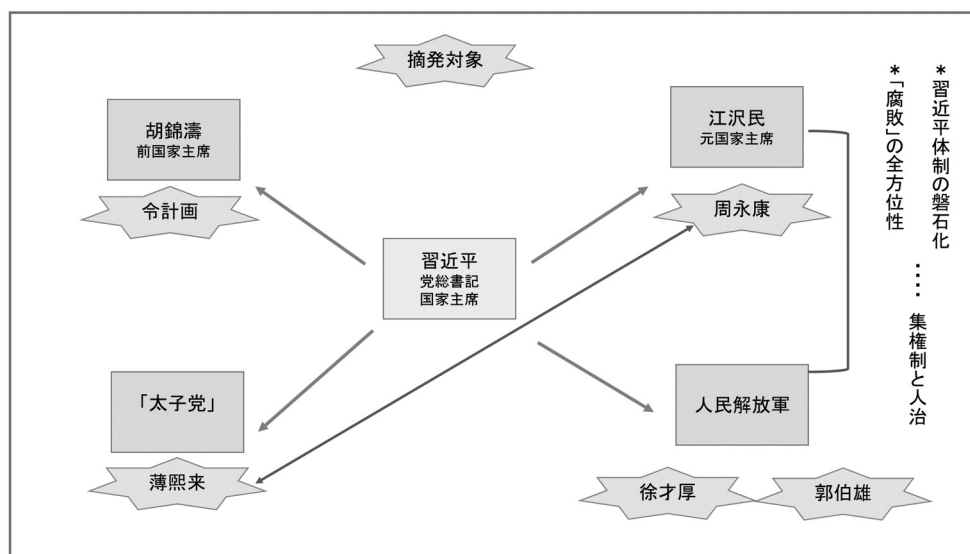 摘発対象
胡錦濤
前国家主席
令計画
江沢民
元国家主席
周永康
習近平
党総書記
国家主席
「太子党」
薄熙来
人民解放軍
徐才厚
郭伯雄
*習近平体制の磐石化
*「腐敗」の全方位性
‥‥ 集権制と人治